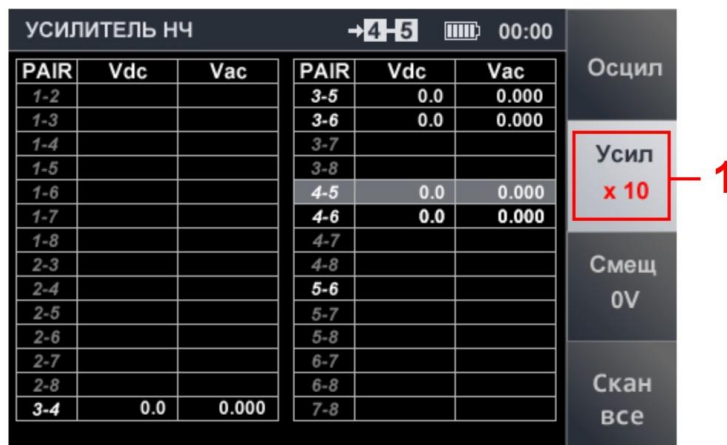 УСИЛИТЕЛЬ НЧ →4-5 00:00
PAIR Vdc Vac PAIR Vdc Vac
1-2 3-5 0.0 0.000
1-3 3-6 0.0 0.000
1-4 3-7
1-5 3-8
1-6 4-5 0.0 0.000
1-7 4-6 0.0 0.000
1-8 4-7
2-3 4-8
2-4 5-6
2-5 5-7
2-6 5-8
2-7 6-7
2-8 6-8
3-4 0.0 0.000 7-8
Осцил
Усил
x 10
1
Смещ
0V
Скан
все